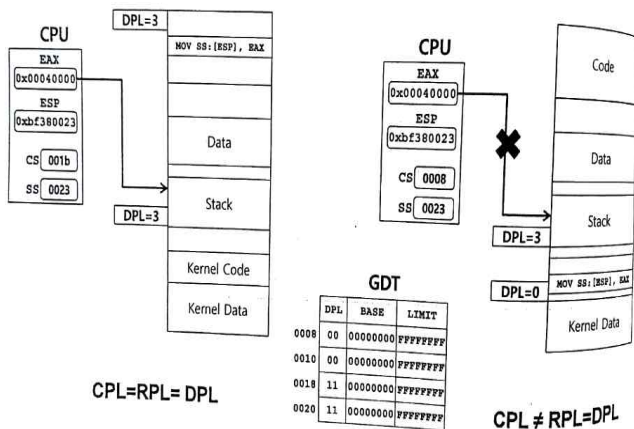 DPL=3
CPU
MOV SS:[ESP], EAX
EAX
0x00040000
ESP
0xbf380023
CS 001b
SS 0023
Data
Stack
DPL=3
Kernel Code
Kernel Data
CPL=RPL= DPL
CPU
EAX
0x00040000
ESP
0xbf380023
CS 0008
SS 0023
Code
Data
Stack
DPL=3
DPL=0
MOV SS:[ESP], EAX
Kernel Data
GDT
DPL BASE LIMIT
0008 00 00000000 FFFFFFFF
0010 00 00000000 FFFFFFFF
0018 11 00000000 FFFFFFFF
0020 11 00000000 FFFFFFFF
CPL ≠ RPL=DPL